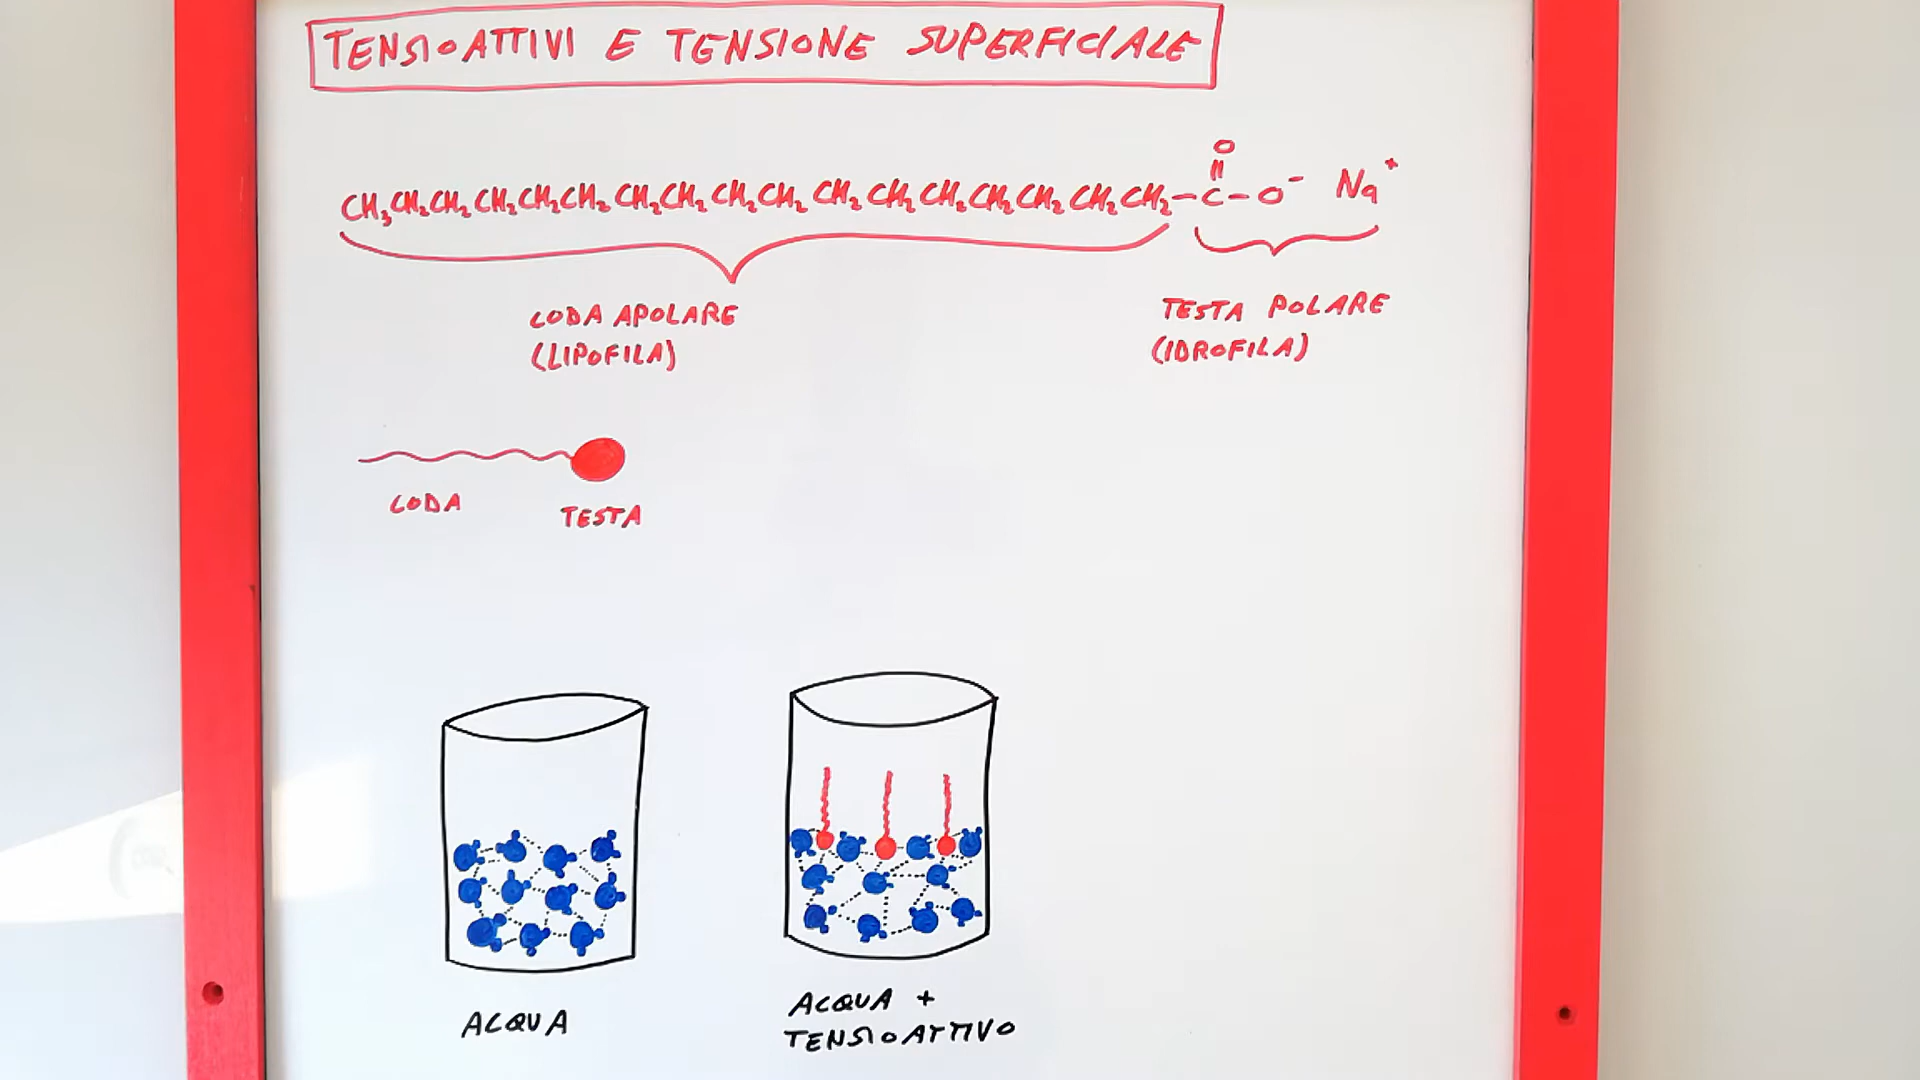 TENSIOATTIVI E TENSIONE SUPERFICIALE
O
||
CH₃CH₂CH₂CH₂CH₂CH₂CH₂CH₂CH₂CH₂CH₂CH₂CH₂CH₂CH₂CH₂CH₂-C-O⁻ Na⁺
CODA APOLARE
(LIPOFILA)
TESTA POLARE
(IDROFILA)
CODA
TESTA
ACQUA
ACQUA +
TENSIOATTIVO